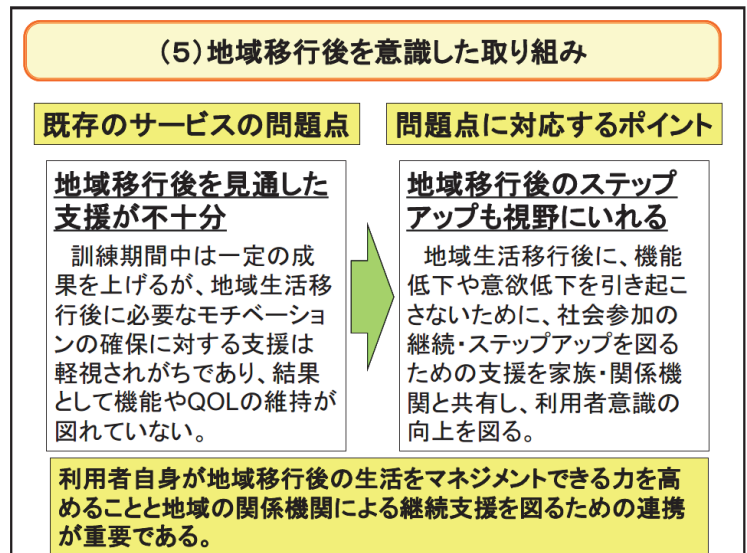 （５）地域移行後を意識した取り組み
既存のサービスの問題点
地域移行後を見通した
支援が不十分
訓練期間中は一定の成
果を上げるが、地域生活移
行後に必要なモチベーショ
ンの確保に対する支援は
軽視されがちであり、結果
として機能やQOLの維持が
図れていない。
問題点に対応するポイント
地域移行後のステップ
アップも視野にいれる
地域生活移行後に、機能
低下や意欲低下を引き起こ
さないために、社会参加の
継続・ステップアップを図る
ための支援を家族・関係機
関と共有し、利用者意識の
向上を図る。
利用者自身が地域移行後の生活をマネジメントできる力を高
めることと地域の関係機関による継続支援を図るための連携
が重要である。